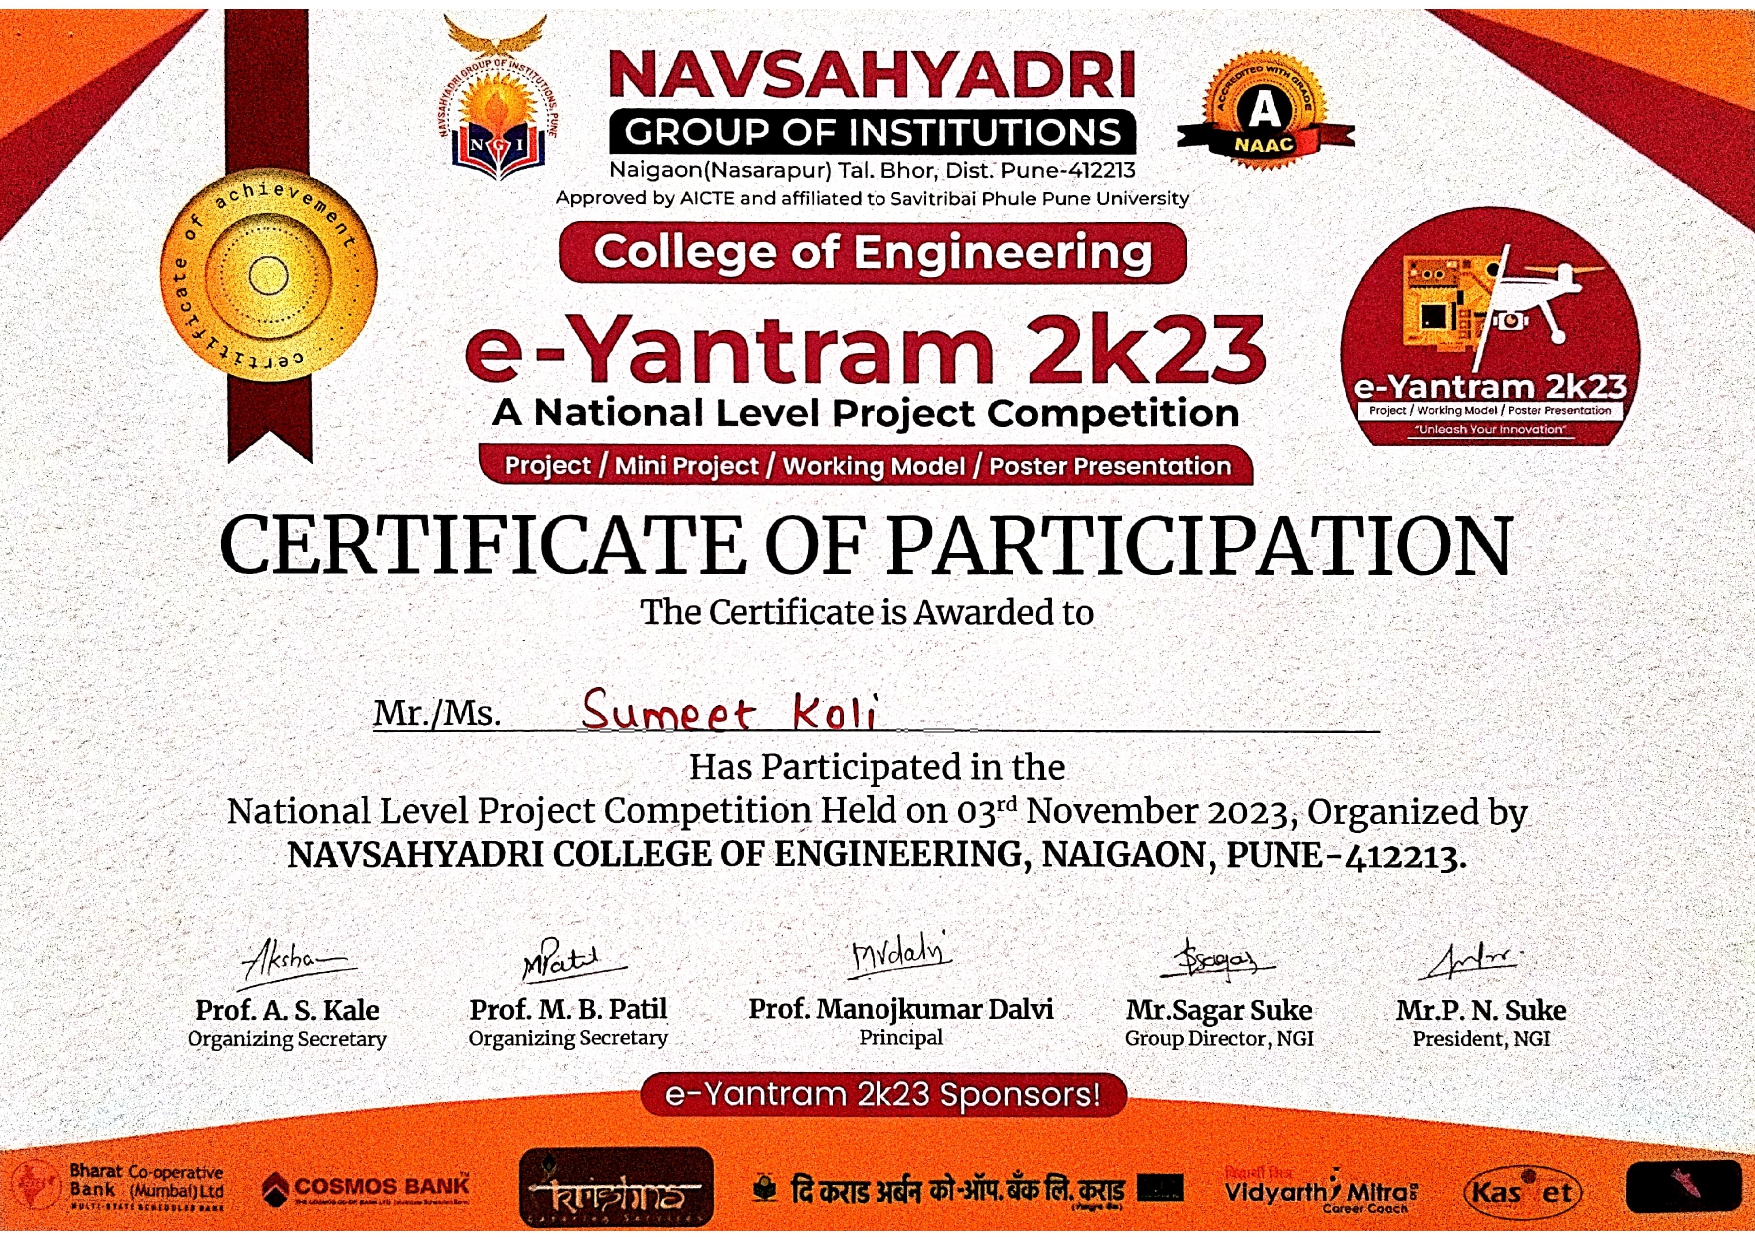 NAVSAHYADRI GROUP OF INSTITUTIONS, PUNE
N G I
NAVSAHYADRI
GROUP OF INSTITUTIONS
Naigaon(Nasarapur) Tal. Bhor, Dist. Pune-412213
Approved by AICTE and affiliated to Savitribai Phule Pune University
ACCREDITED WITH GRADE
A
NAAC
certificate of achievement
College of Engineering
e-Yantram 2k23
A National Level Project Competition
Project / Mini Project / Working Model / Poster Presentation
e-Yantram 2k23
Project / Working Model / Poster Presentation
"Unleash Your Innovation"
CERTIFICATE OF PARTICIPATION
The Certificate is Awarded to
Mr./Ms. Sumeet Koli
Has Participated in the
National Level Project Competition Held on 03rd November 2023, Organized by
NAVSAHYADRI COLLEGE OF ENGINEERING, NAIGAON, PUNE-412213.
Aksha MPatil MVdalvi Ssagar
Prof. A. S. Kale Prof. M. B. Patil Prof. Manojkumar Dalvi Mr.Sagar Suke Mr.P. N. Suke
Organizing Secretary Organizing Secretary Principal Group Director, NGI President, NGI
e-Yantram 2k23 Sponsors!
Bharat Co-operative
Bank (Mumbai) Ltd
MULTI-STATE SCHEDULED BANK
COSMOS BANK
Krishna
Catering Services
दि कराड अर्बन को-ऑप. बँक लि. कराड
विद्यार्थी मित्र
Vidyarthi Mitra
Career Coach
Kas et